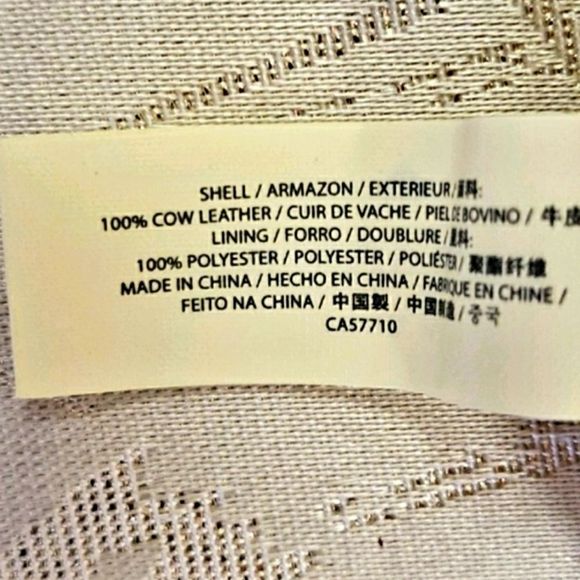 SHELL / ARMAZON / EXTERIEUR/面料:
100% COW LEATHER / CUIR DE VACHE / PIEL DE BOVINO / 牛皮
LINING / FORRO / DOUBLURE/里料:
100% POLYESTER / POLYESTER / POLIÉSTER/ 聚酯纤维
MADE IN CHINA / HECHO EN CHINA / FABRIQUE EN CHINE /
FEITO NA CHINA / 中国製 / 中国制造 / 중국
CA57710